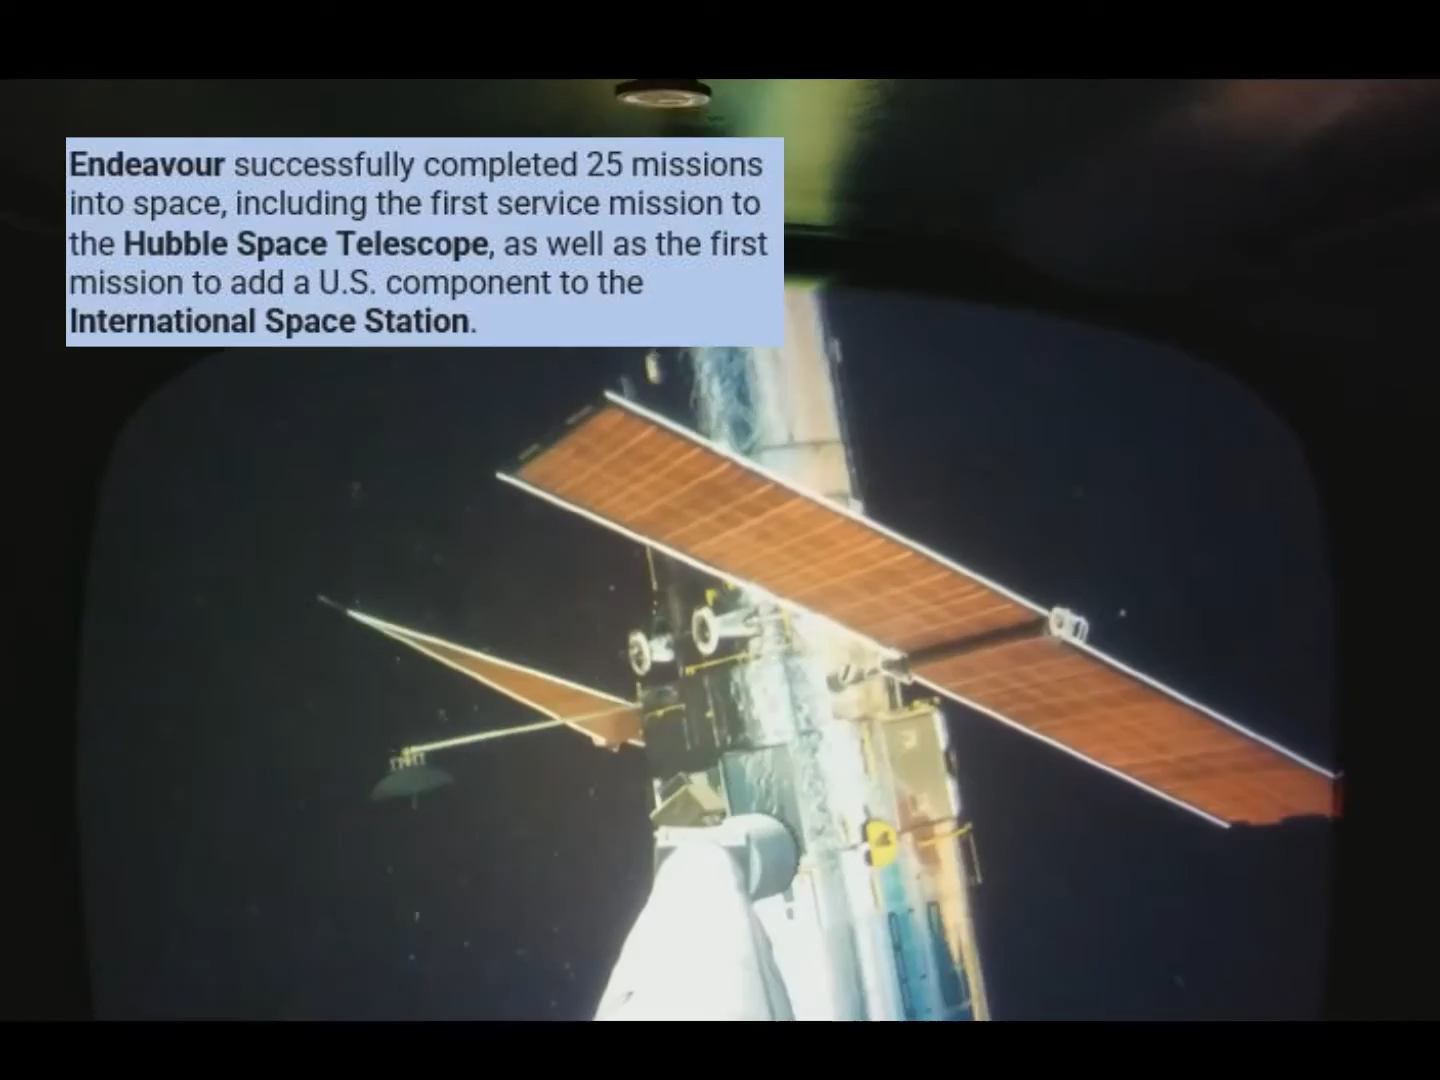 Endeavour successfully completed 25 missions
into space, including the first service mission to
the Hubble Space Telescope, as well as the first
mission to add a U.S. component to the
International Space Station.